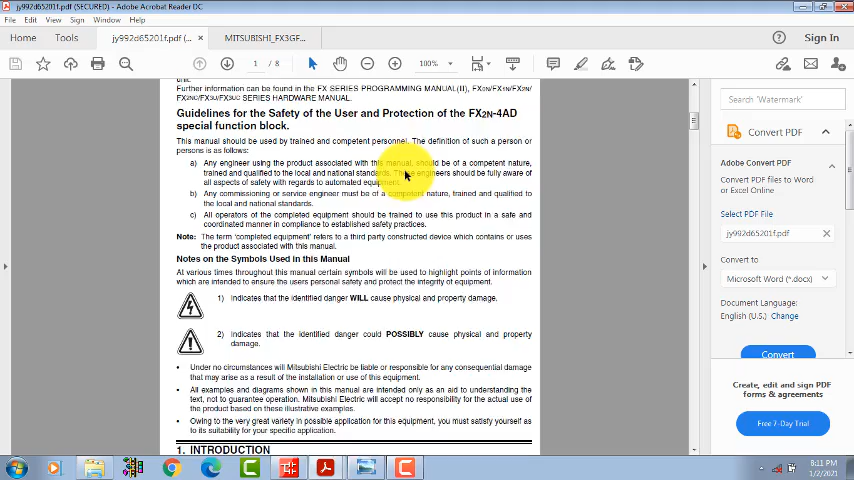 jy992d65201f.pdf (SECURED) - Adobe Acrobat Reader DC
File Edit View Sign Window Help
Home Tools jy992d65201f.pdf (... × MITSUBISHI_FX3GF... Sign In
1 / 8 100%
unit.
Further information can be found in the FX SERIES PROGRAMMING MANUAL(II), FX0N/FX1N/FX2N/
FX2NC/FX3U/FX3UC SERIES HARDWARE MANUAL.
Guidelines for the Safety of the User and Protection of the FX2N-4AD
special function block.
This manual should be used by trained and competent personnel. The definition of such a person or
persons is as follows:
a) Any engineer using the product associated with this manual, should be of a competent nature,
trained and qualified to the local and national standards. These engineers should be fully aware of
all aspects of safety with regards to automated equipment.
b) Any commissioning or service engineer must be of a competent nature, trained and qualified to
the local and national standards.
c) All operators of the completed equipment should be trained to use this product in a safe and
coordinated manner in compliance to established safety practices.
Note: The term 'completed equipment' refers to a third party constructed device which contains or uses
the product associated with this manual.
Notes on the Symbols Used in this Manual
At various times throughout this manual certain symbols will be used to highlight points of information
which are intended to ensure the users personal safety and protect the integrity of equipment.
1) Indicates that the identified danger WILL cause physical and property damage.
2) Indicates that the identified danger could POSSIBLY cause physical and property
damage.
• Under no circumstances will Mitsubishi Electric be liable or responsible for any consequential damage
that may arise as a result of the installation or use of this equipment.
• All examples and diagrams shown in this manual are intended only as an aid to understanding the
text, not to guarantee operation. Mitsubishi Electric will accept no responsibility for the actual use of
the product based on these illustrative examples.
• Owing to the very great variety in possible application for this equipment, you must satisfy yourself as
to its suitability for your specific application.
1. INTRODUCTION
Search 'Watermark'
Convert PDF
Adobe Convert PDF
Convert PDF files to Word
or Excel Online
Select PDF File
jy992d65201f.pdf
Convert to
Microsoft Word (*.docx)
Document Language:
English (U.S.) Change
Convert
Create, edit and sign PDF
forms & agreements
Free 7-Day Trial
8:11 PM
1/2/2021